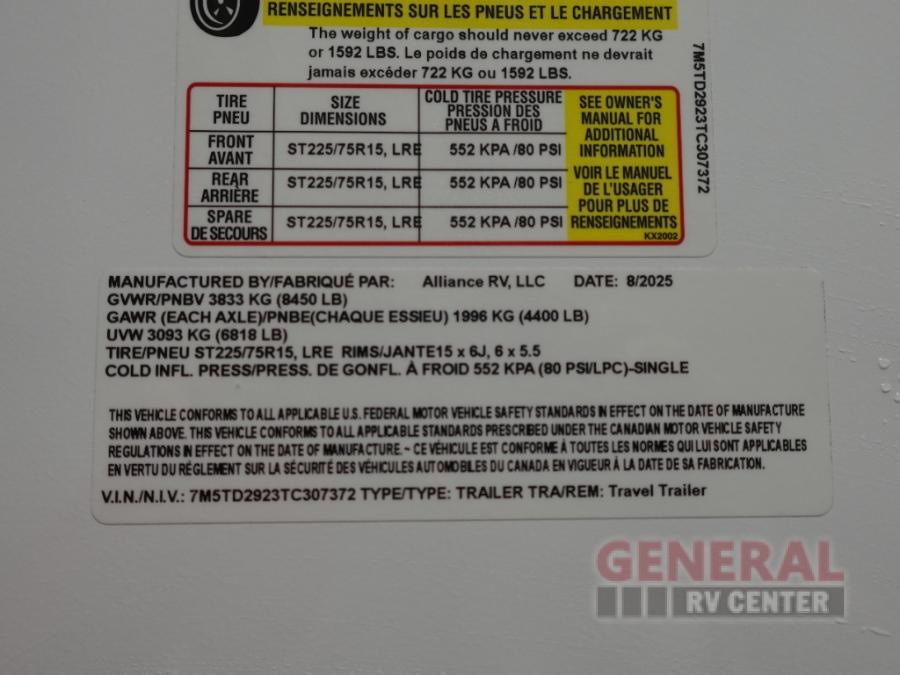 RENSEIGNEMENTS SUR LES PNEUS ET LE CHARGEMENT
The weight of cargo should never exceed 722 KG
or 1592 LBS. Le poids de chargement ne devrait
jamais excéder 722 KG ou 1592 LBS.
TIRE
PNEU
SIZE
DIMENSIONS
COLD TIRE PRESSURE
PRESSION DES
PNEUS A FROID
SEE OWNER'S
MANUAL FOR
ADDITIONAL
INFORMATION
VOIR LE MANUEL
DE L'USAGER
POUR PLUS DE
RENSEIGNEMENTS
KX2002
FRONT
AVANT
ST225/75R15, LRE
552 KPA /80 PSI
REAR
ARRIÈRE
ST225/75R15, LRE
552 KPA /80 PSI
SPARE
DE SECOURS
ST225/75R15, LRE
552 KPA /80 PSI
7M5TD2923TC307372
MANUFACTURED BY/FABRIQUÉ PAR: Alliance RV, LLC DATE: 8/2025
GVWR/PNBV 3833 KG (8450 LB)
GAWR (EACH AXLE)/PNBE(CHAQUE ESSIEU) 1996 KG (4400 LB)
UVW 3093 KG (6818 LB)
TIRE/PNEU ST225/75R15, LRE RIMS/JANTE15 x 6J, 6 x 5.5
COLD INFL. PRESS/PRESS. DE GONFL. À FROID 552 KPA (80 PSI/LPC)-SINGLE
THIS VEHICLE CONFORMS TO ALL APPLICABLE U.S. FEDERAL MOTOR VEHICLE SAFETY STANDARDS IN EFFECT ON THE DATE OF MANUFACTURE
SHOWN ABOVE. THIS VEHICLE CONFORMS TO ALL APPLICABLE STANDARDS PRESCRIBED UNDER THE CANADIAN MOTOR VEHICLE SAFETY
REGULATIONS IN EFFECT ON THE DATE OF MANUFACTURE. ~ CE VÉHICULE EST CONFORME À TOUTES LES NORMES QUI LUI SONT APPLICABLES
EN VERTU DU RÉGLEMENT SUR LA SÉCURITÉ DES VÉHICULES AUTOMOBILES DU CANADA EN VIGUEUR À LA DATE DE SA FABRICATION.
V.I.N./N.I.V.: 7M5TD2923TC307372 TYPE/TYPE: TRAILER TRA/REM: Travel Trailer
GENERAL
RV CENTER